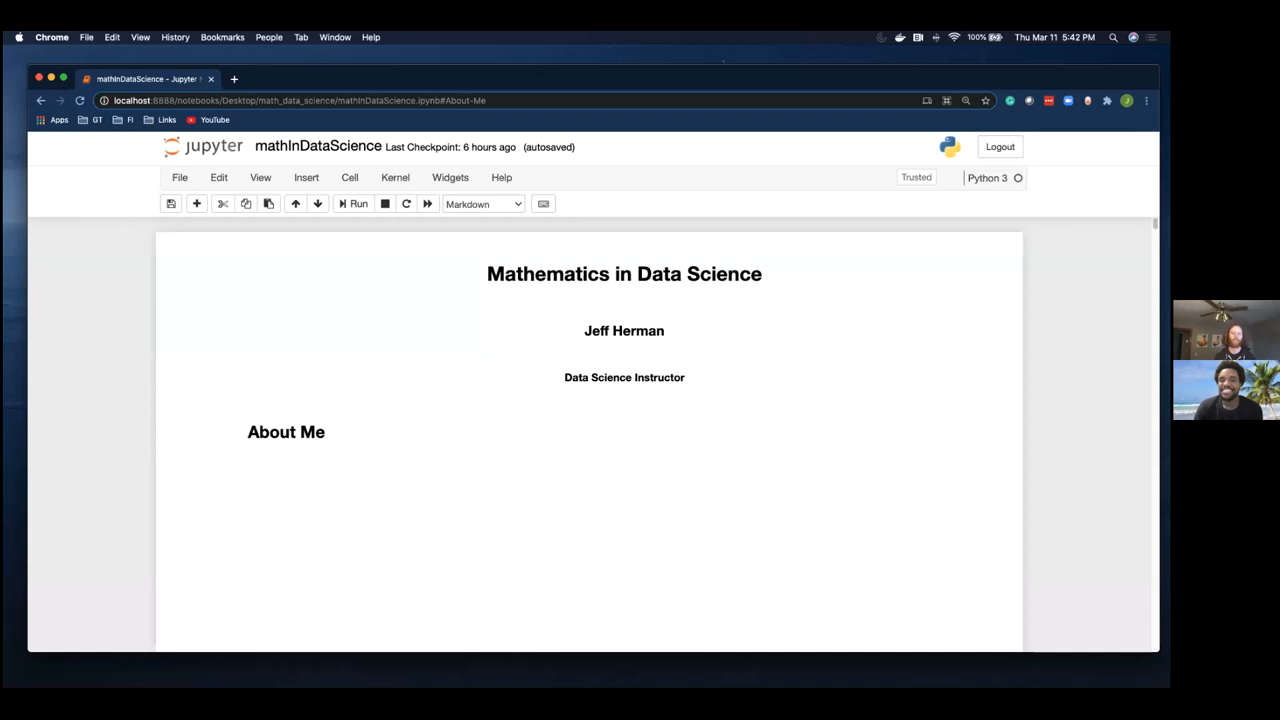 Chrome File Edit View History Bookmarks People Tab Window Help 100% Thu Mar 11 5:42 PM
mathInDataScience - Jupyter
localhost:8888/notebooks/Desktop/math_data_science/mathInDataScience.ipynb#About-Me
Apps GT FI Links YouTube
jupyter mathInDataScience Last Checkpoint: 6 hours ago (autosaved) Logout
File Edit View Insert Cell Kernel Widgets Help Trusted Python 3
Run Markdown
Mathematics in Data Science
Jeff Herman
Data Science Instructor
About Me